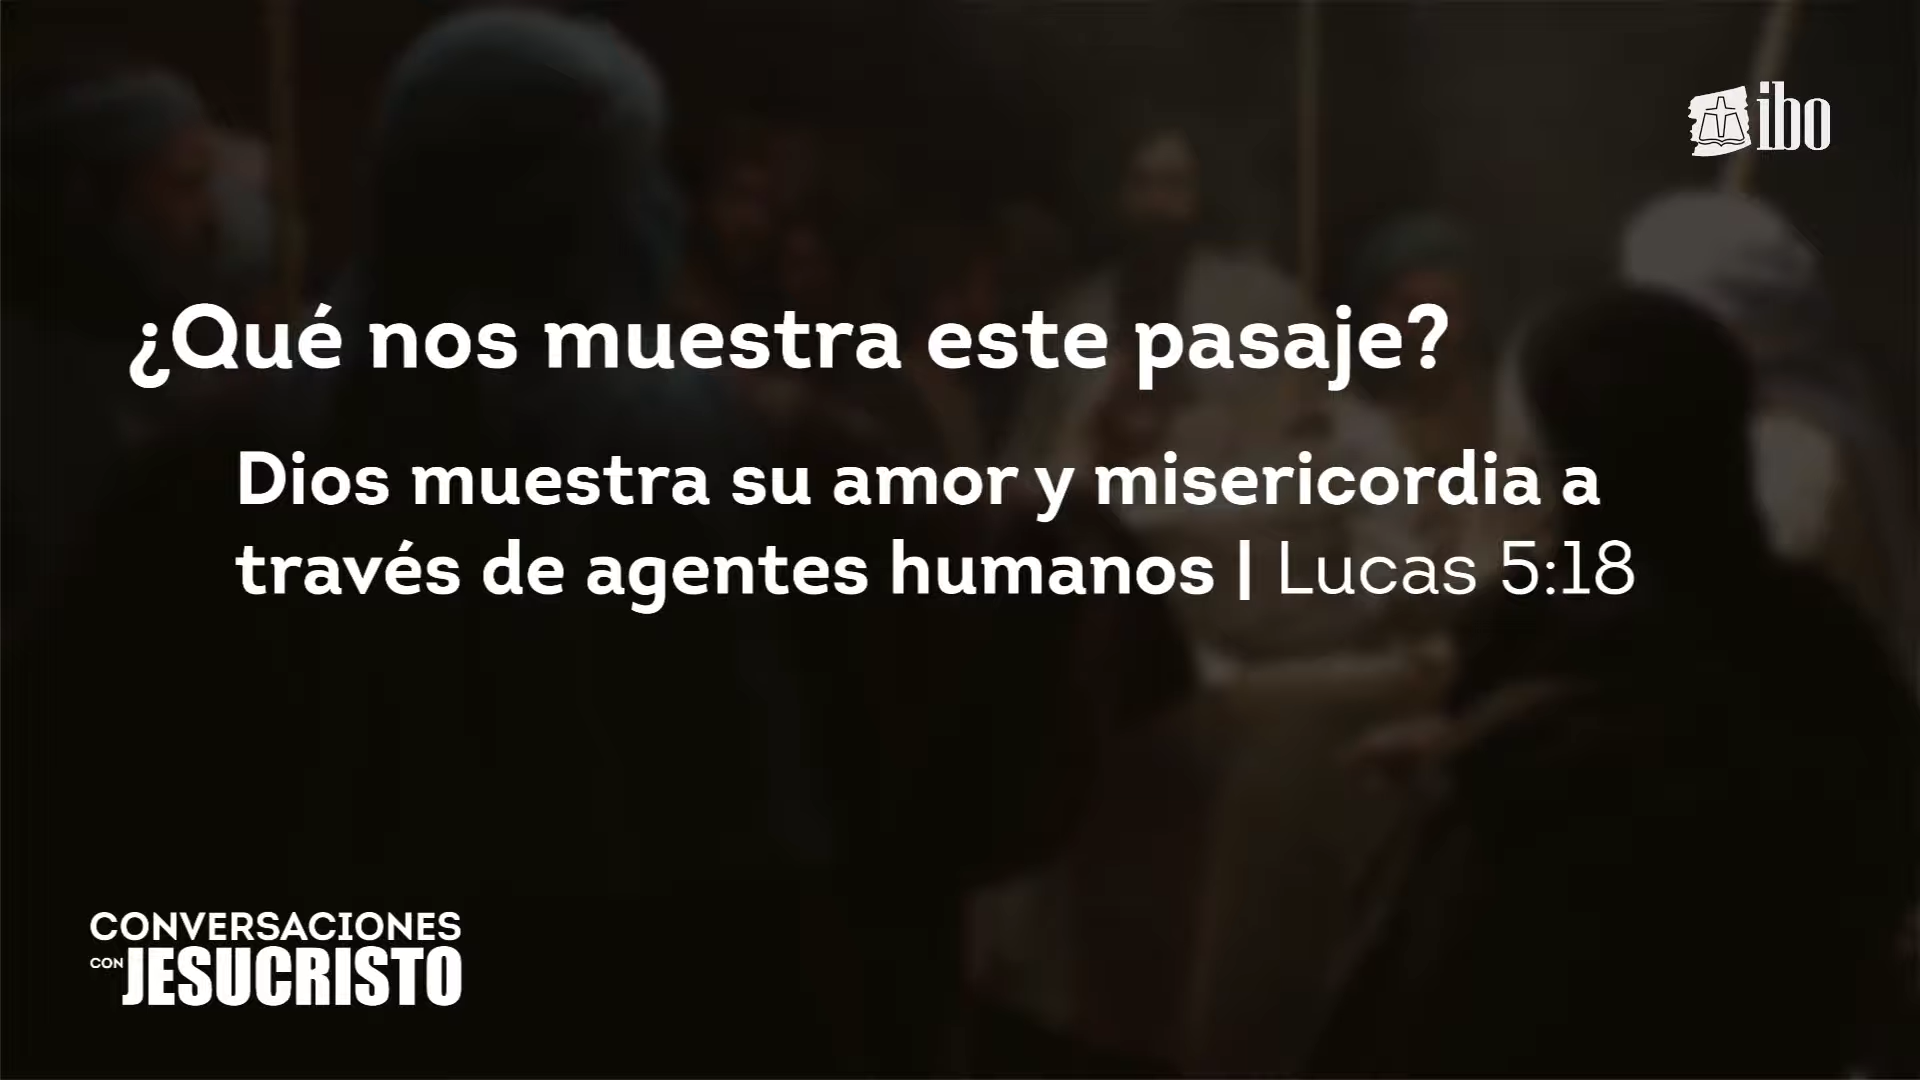 ibo
¿Qué nos muestra este pasaje?
Dios muestra su amor y misericordia a
través de agentes humanos | Lucas 5:18
CONVERSACIONES
CON JESUCRISTO